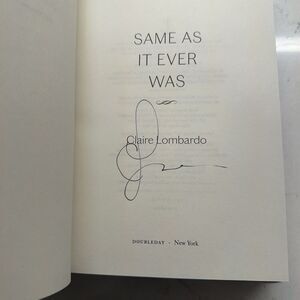 SAME AS
IT EVER
WAS
Claire Lombardo
DOUBLEDAY · New York